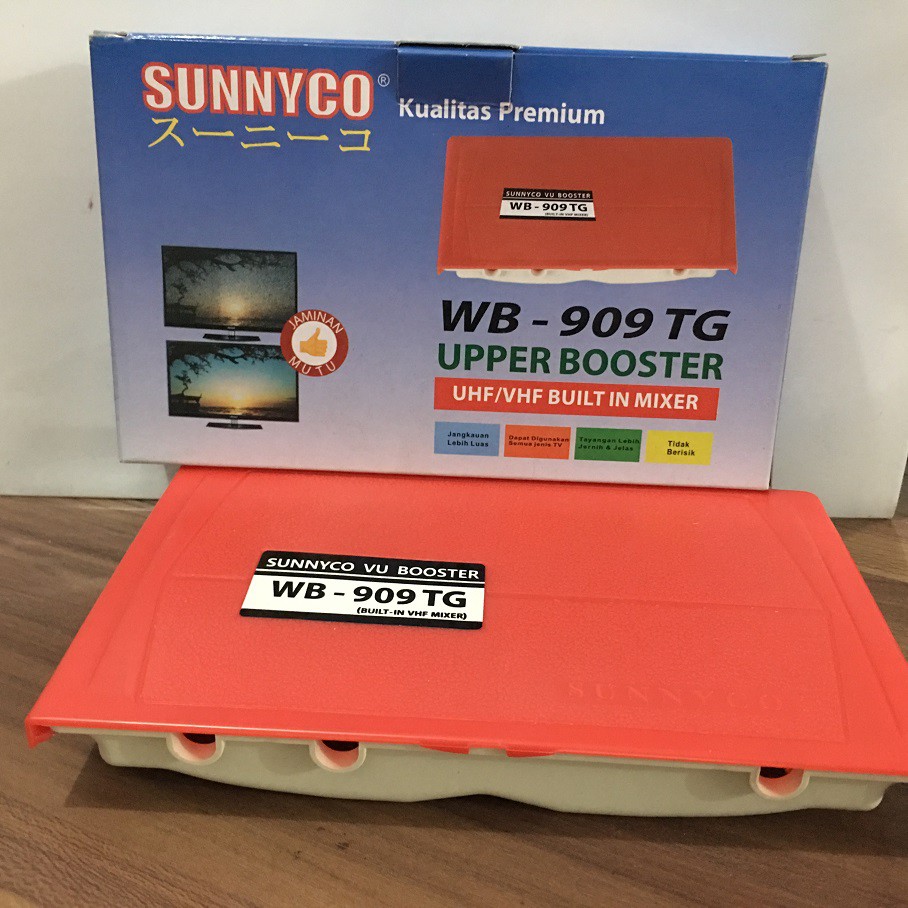 SUNNYCO®
スーニーコ
Kualitas Premium
SUNNYCO VU BOOSTER
WB - 909 TG
(BUILT-IN VHF MIXER)
JAMINAN
MUTU
WB - 909 TG
UPPER BOOSTER
UHF/VHF BUILT IN MIXER
Jangkauan
Lebih Luas
Dapat Digunakan
Semua jenis TV
Tayangan Lebih
Jernih & Jelas
Tidak
Berisik
SUNNYCO VU BOOSTER
WB - 909 TG
(BUILT-IN VHF MIXER)
SUNNYCO